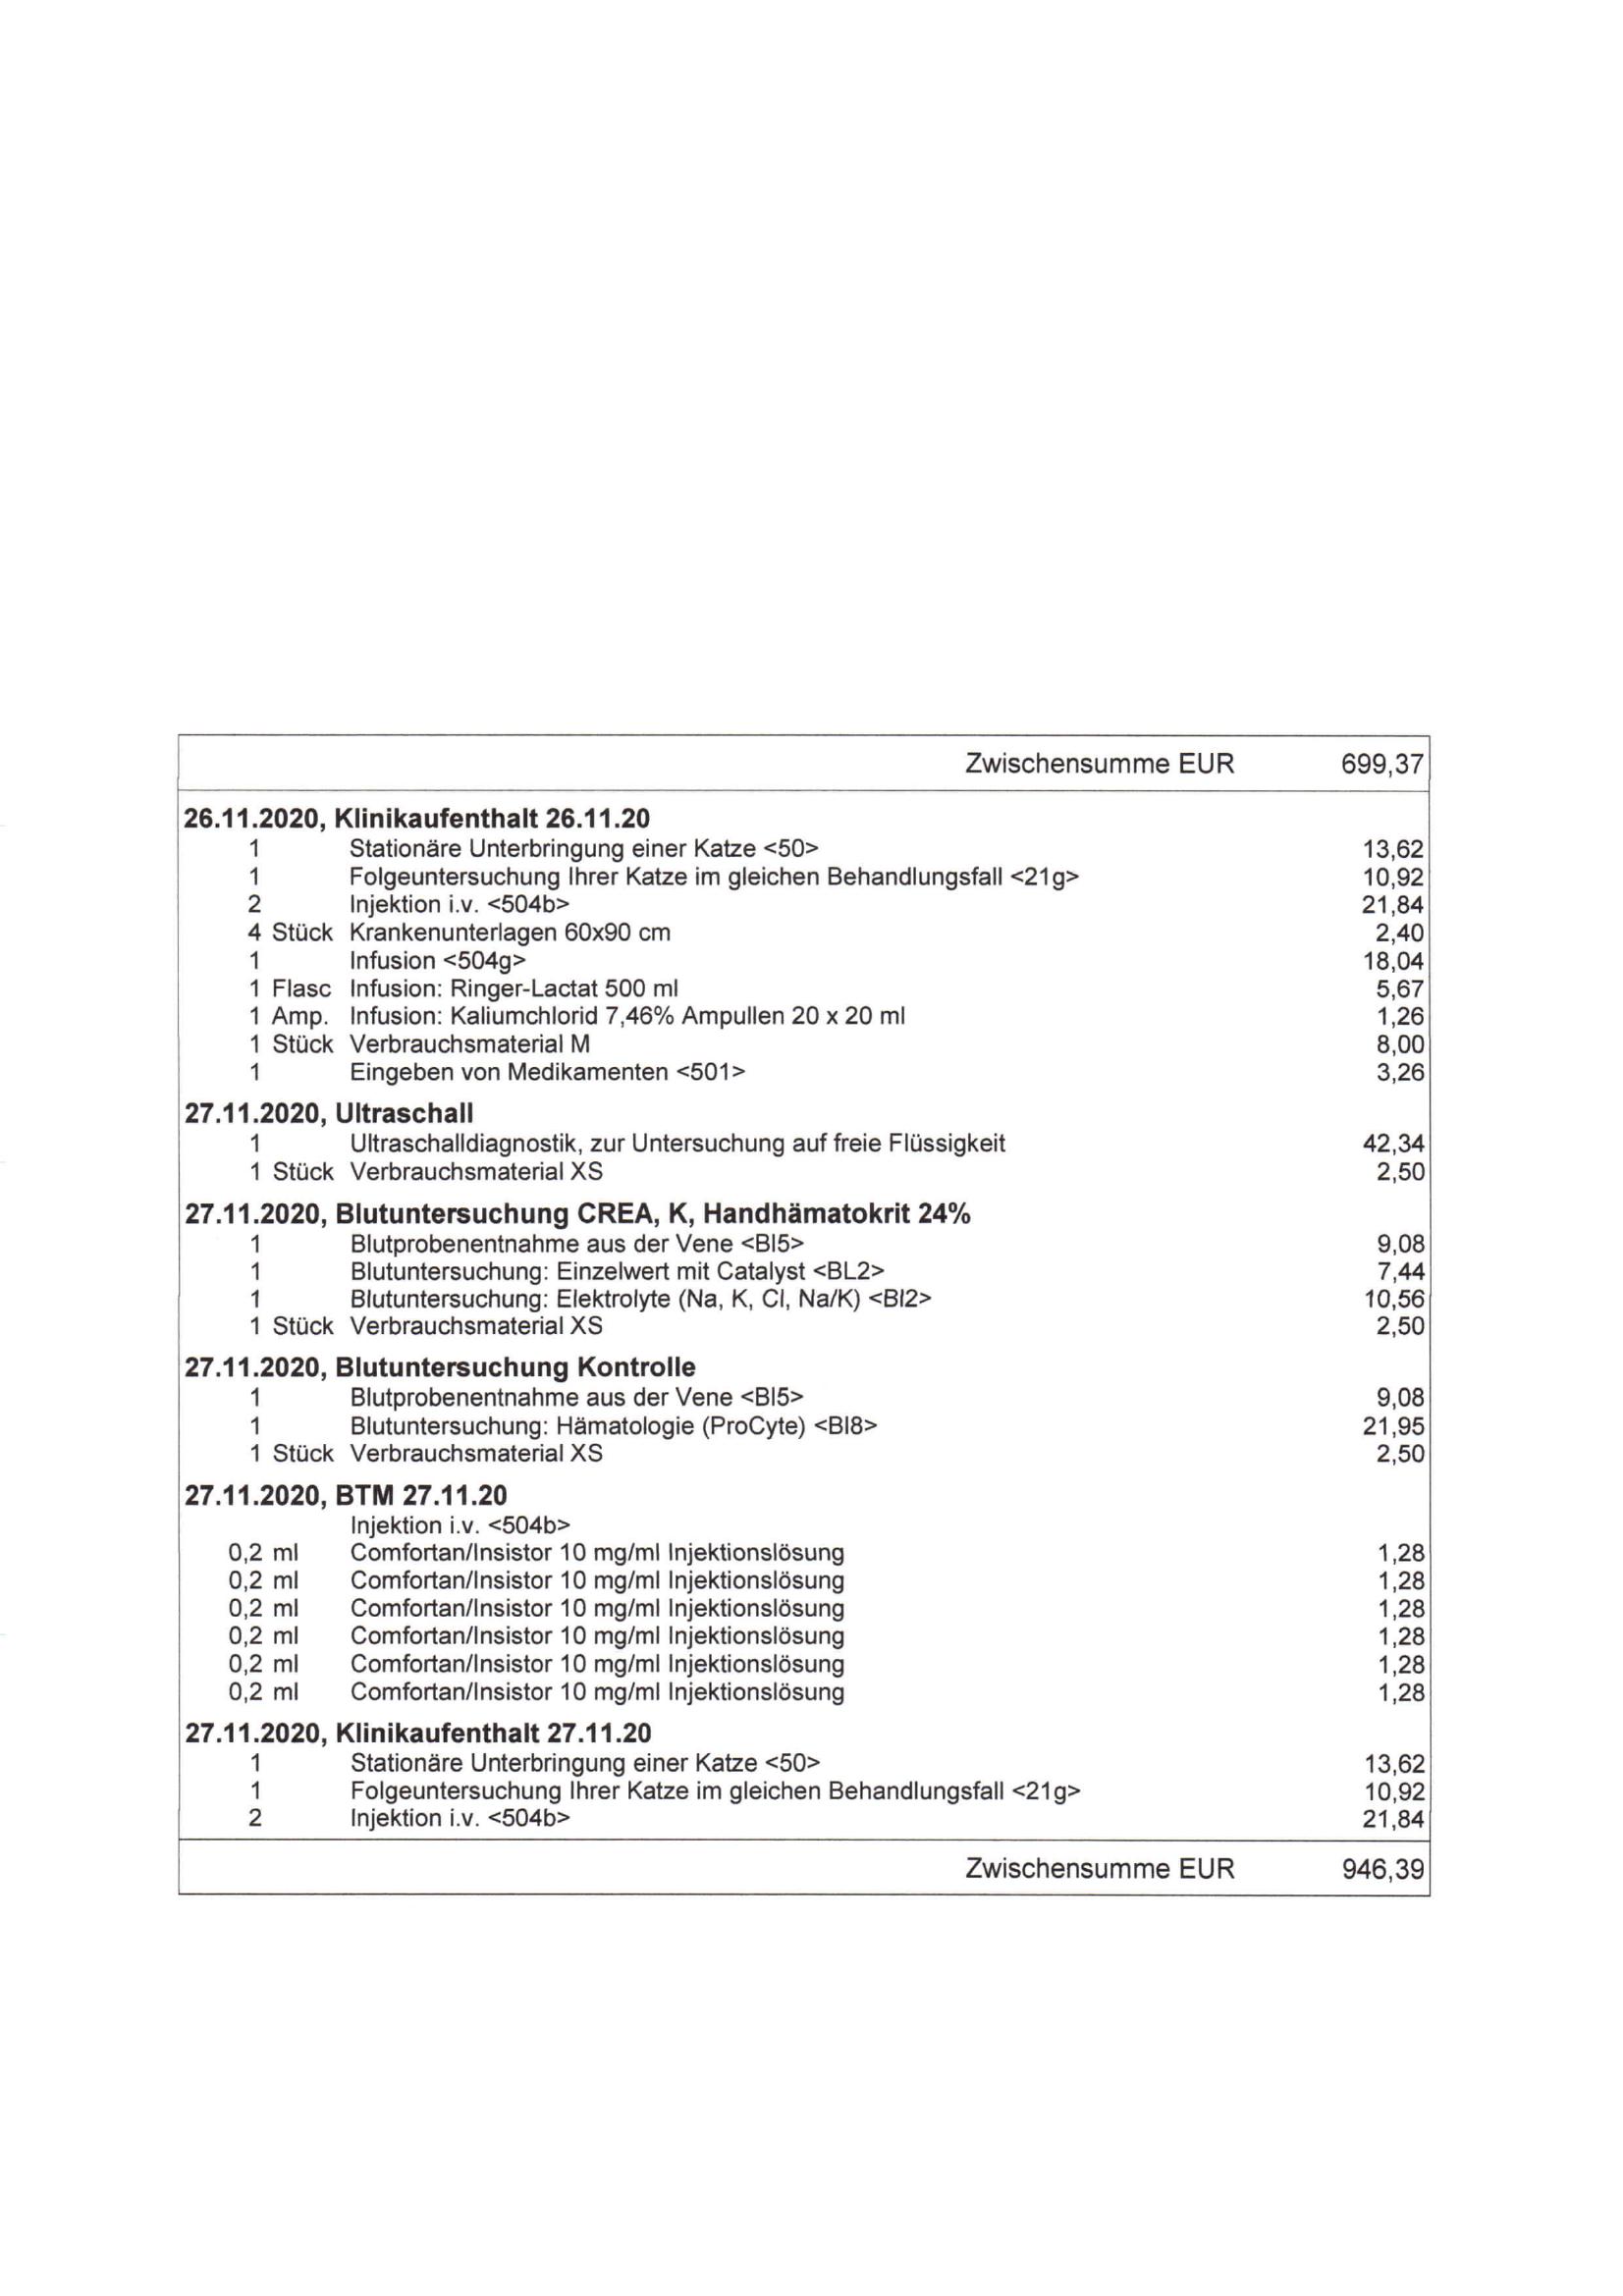 Zwischensumme EUR 699,37
26.11.2020, Klinikaufenthalt 26.11.20
1 Stationäre Unterbringung einer Katze <50> 13,62
1 Folgeuntersuchung Ihrer Katze im gleichen Behandlungsfall <21g> 10,92
2 Injektion i.v. <504b> 21,84
4 Stück Krankenunterlagen 60x90 cm 2,40
1 Infusion <504g> 18,04
1 Flasc Infusion: Ringer-Lactat 500 ml 5,67
1 Amp. Infusion: Kaliumchlorid 7,46% Ampullen 20 x 20 ml 1,26
1 Stück Verbrauchsmaterial M 8,00
1 Eingeben von Medikamenten <501> 3,26
27.11.2020, Ultraschall
1 Ultraschalldiagnostik, zur Untersuchung auf freie Flüssigkeit 42,34
1 Stück Verbrauchsmaterial XS 2,50
27.11.2020, Blutuntersuchung CREA, K, Handhämatokrit 24%
1 Blutprobenentnahme aus der Vene <Bl5> 9,08
1 Blutuntersuchung: Einzelwert mit Catalyst <BL2> 7,44
1 Blutuntersuchung: Elektrolyte (Na, K, Cl, Na/K) <Bl2> 10,56
1 Stück Verbrauchsmaterial XS 2,50
27.11.2020, Blutuntersuchung Kontrolle
1 Blutprobenentnahme aus der Vene <Bl5> 9,08
1 Blutuntersuchung: Hämatologie (ProCyte) <Bl8> 21,95
1 Stück Verbrauchsmaterial XS 2,50
27.11.2020, BTM 27.11.20
Injektion i.v. <504b>
0,2 ml Comfortan/Insistor 10 mg/ml Injektionslösung 1,28
0,2 ml Comfortan/Insistor 10 mg/ml Injektionslösung 1,28
0,2 ml Comfortan/Insistor 10 mg/ml Injektionslösung 1,28
0,2 ml Comfortan/Insistor 10 mg/ml Injektionslösung 1,28
0,2 ml Comfortan/Insistor 10 mg/ml Injektionslösung 1,28
0,2 ml Comfortan/Insistor 10 mg/ml Injektionslösung 1,28
27.11.2020, Klinikaufenthalt 27.11.20
1 Stationäre Unterbringung einer Katze <50> 13,62
1 Folgeuntersuchung Ihrer Katze im gleichen Behandlungsfall <21g> 10,92
2 Injektion i.v. <504b> 21,84
Zwischensumme EUR 946,39